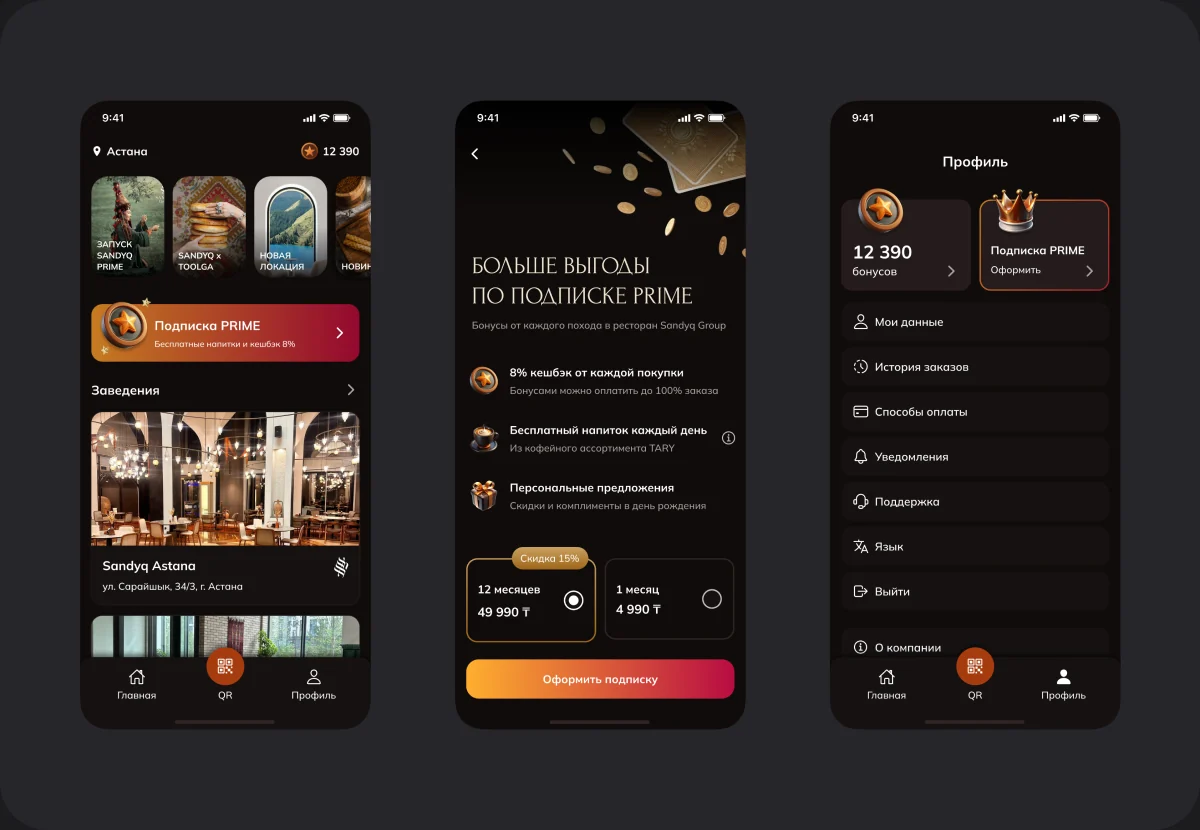 9:41
Астана
12 390
ЗАПУСК
SANDYQ
PRIME
SANDYQ x
TOOLGA
НОВАЯ
ЛОКАЦИЯ
НОВИН
Подписка PRIME
Бесплатные напитки и кешбэк 8%
Заведения
Sandyq Astana
ул. Сарайшык, 34/3, г. Астана
Главная
QR
Профиль
9:41
БОЛЬШЕ ВЫГОДЫ
ПО ПОДПИСКЕ PRIME
Бонусы от каждого похода в ресторан Sandyq Group
8% кешбэк от каждой покупки
Бонусами можно оплатить до 100% заказа
Бесплатный напиток каждый день
Из кофейного ассортимента TARY
Персональные предложения
Скидки и комплименты в день рождения
Скидка 15%
12 месяцев
49 990 ₸
1 месяц
4 990 ₸
Оформить подписку
9:41
Профиль
12 390
бонусов
Подписка PRIME
Оформить
Мои данные
История заказов
Способы оплаты
Уведомления
Поддержка
Язык
Выйти
О компании
Главная
QR
Профиль